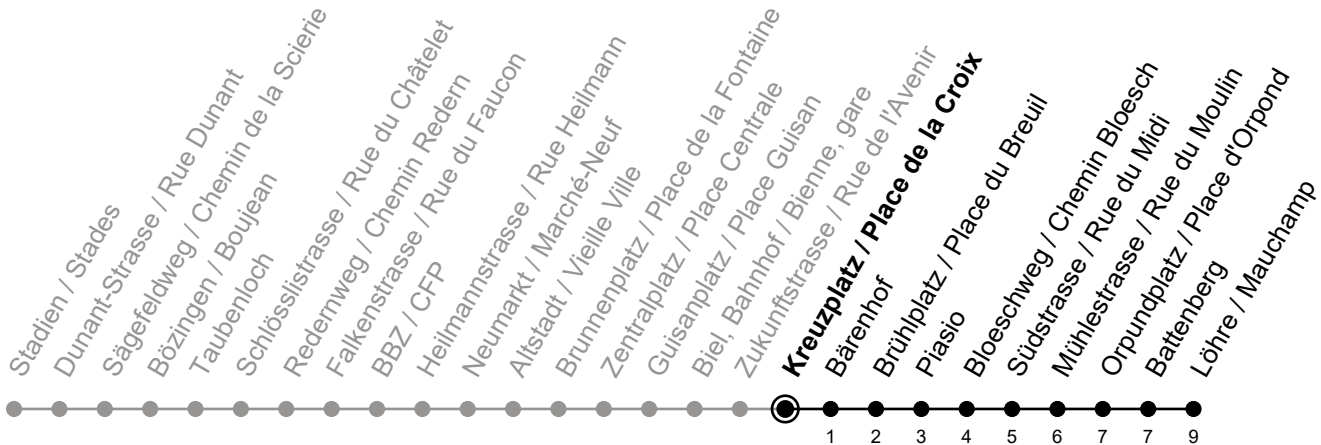 Stadien / Stades
Dunant-Strasse / Rue Dunant
Sägefeldweg / Chemin de la Scierie
Bözingen / Boujean
Taubenloch
Schlösslistrasse / Rue du Châtelet
Redernweg / Chemin Redern
Falkenstrasse / Rue du Faucon
BBZ / CFP
Heilmannstrasse / Rue Heilmann
Neumarkt / Marché-Neuf
Altstadt / Vieille Ville
Brunnenplatz / Place de la Fontaine
Zentralplatz / Place Centrale
Guisanplatz / Place Guisan
Biel, Bahnhof / Bienne, gare
Zukunftstrasse / Rue de l'Avenir
Kreuzplatz / Place de la Croix
Bärenhof
Brühlplatz / Place du Breuil
Piasio
Bloeschweg / Chemin Bloesch
Südstrasse / Rue du Midi
Mühlestrasse / Rue du Moulin
Orpundplatz / Place d'Orpond
Battenberg
Löhre / Mauchamp
1 2 3 4 5 6 7 7 9